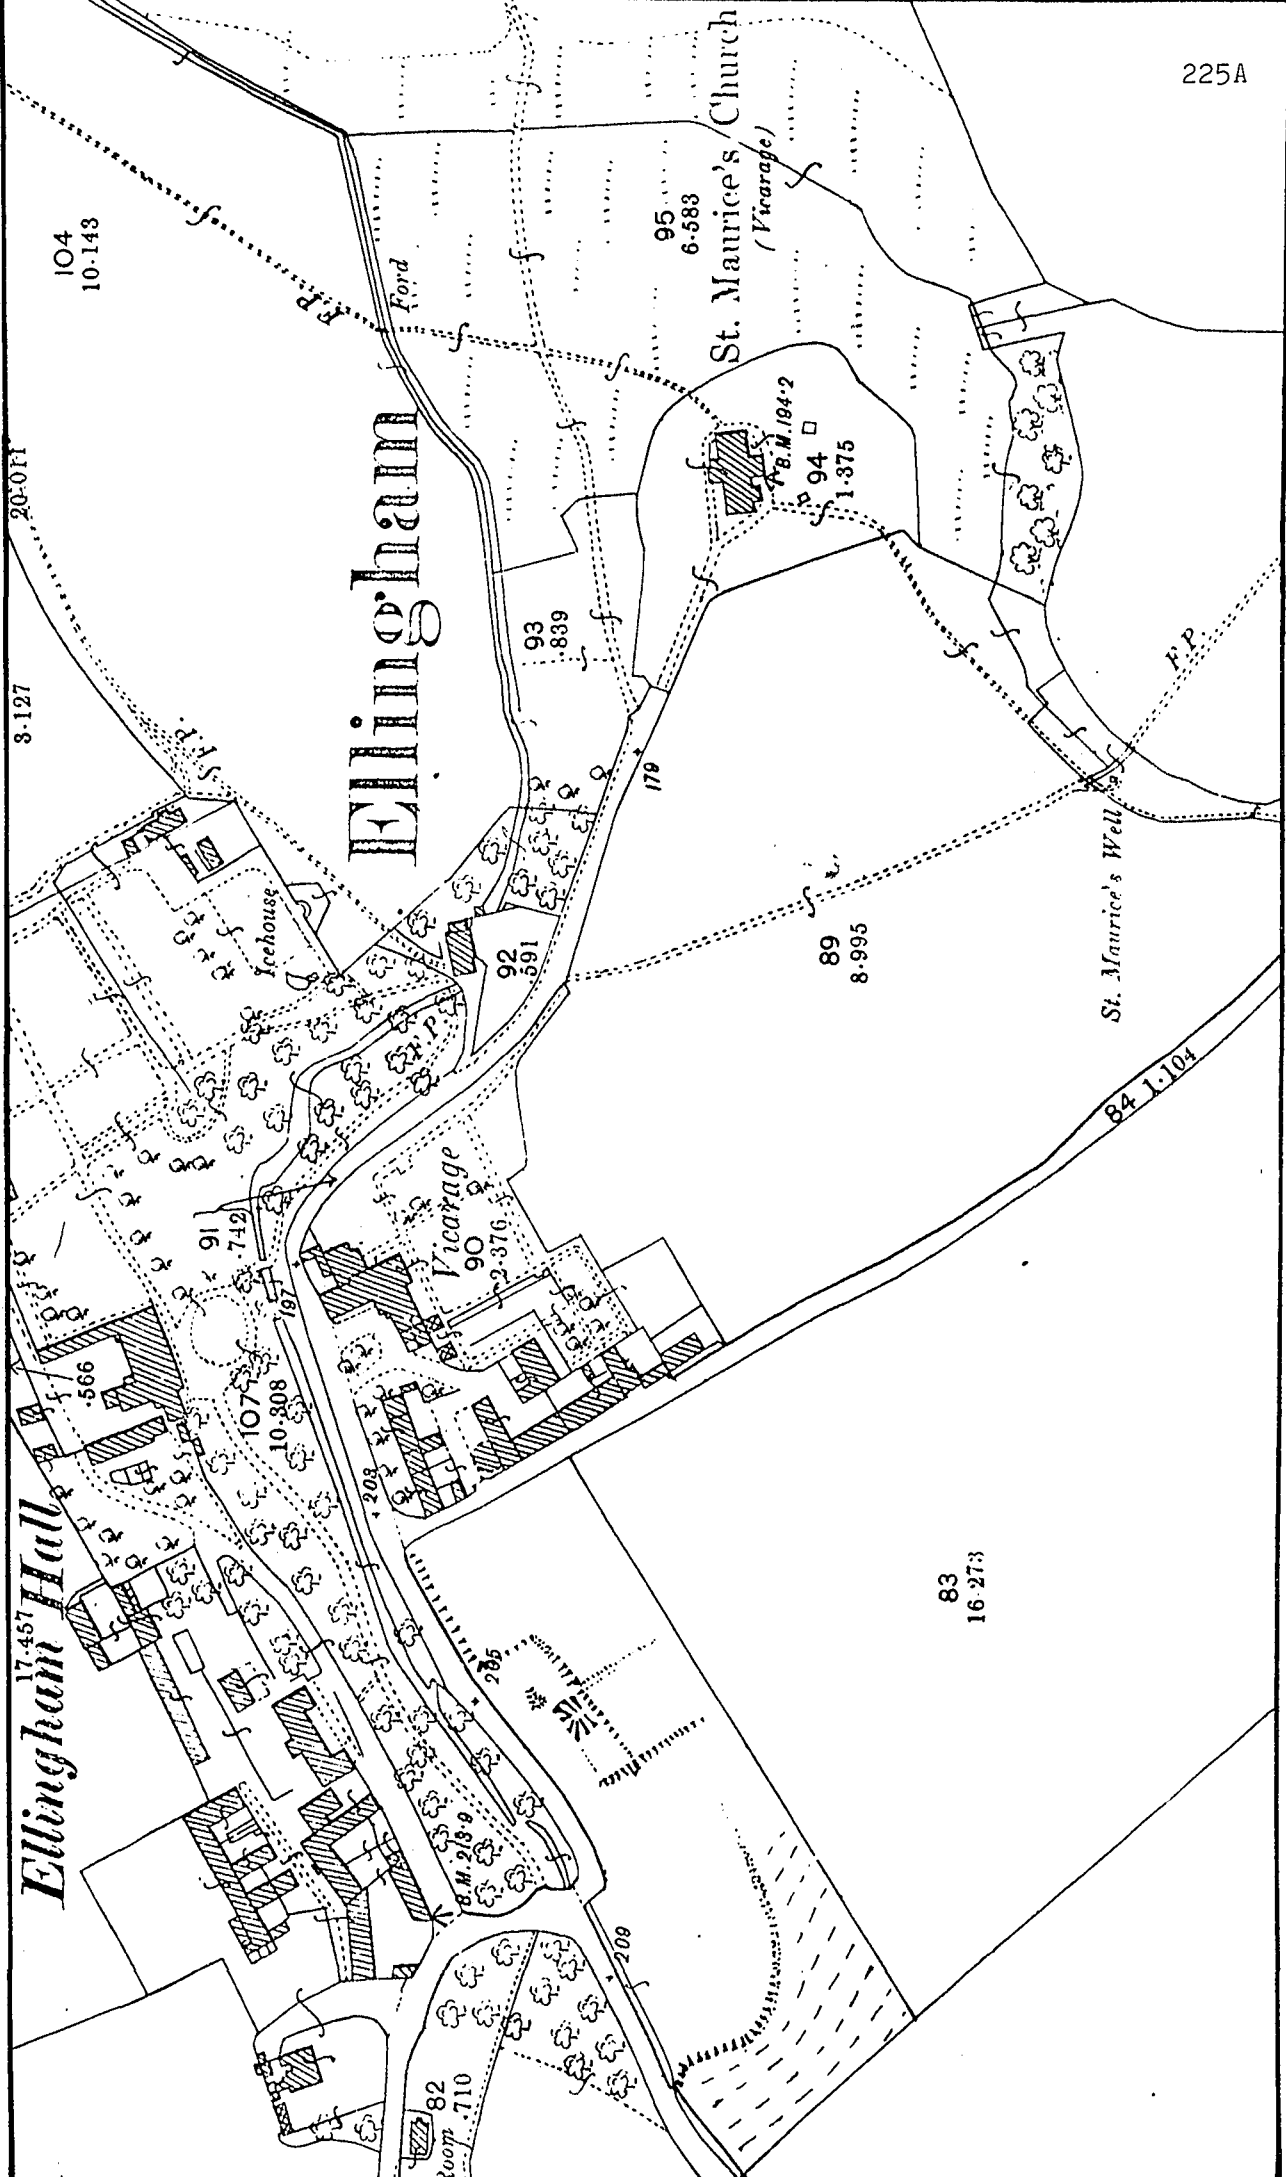 225A
St. Maurice's Church
(Vicarage)
95
6·583
104
10·143
F.P.
Ford
Ellingham
20·011
3·127
F.P.
B.M.194·2
94
1·375
93
·839
179
F.P.
St. Maurice's Well
89
8·995
92
·591
Icehouse
F.P.
84 1·104
91
·742
Vicarage
90
2·376
197
·566
107
10·308
203
Ellingham Hall
17·457
205
83
16·273
B.M.213·9
209
82
·710
Room